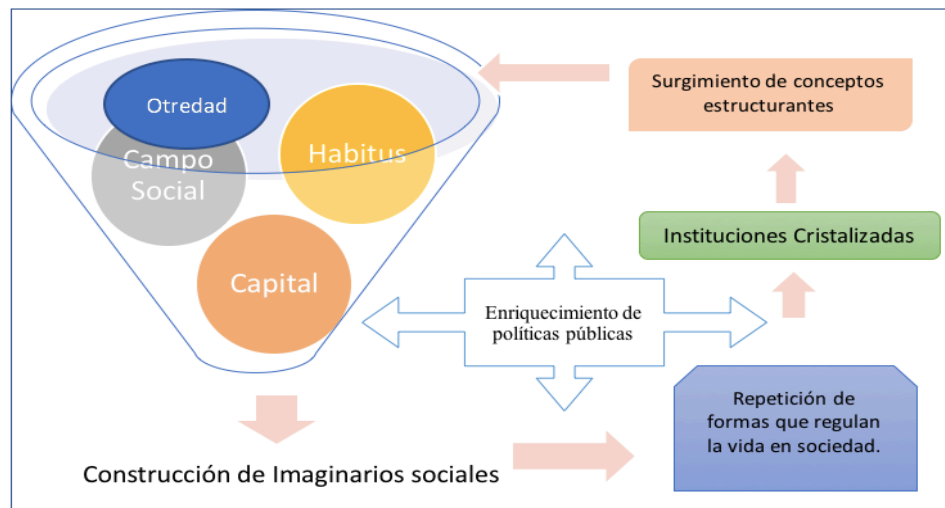 Otredad
Campo
Social
Habitus
Capital
Surgimiento de conceptos
estructurantes
Instituciones Cristalizadas
Enriquecimiento de
políticas públicas
Repetición de
formas que regulan
la vida en sociedad.
Construcción de Imaginarios sociales